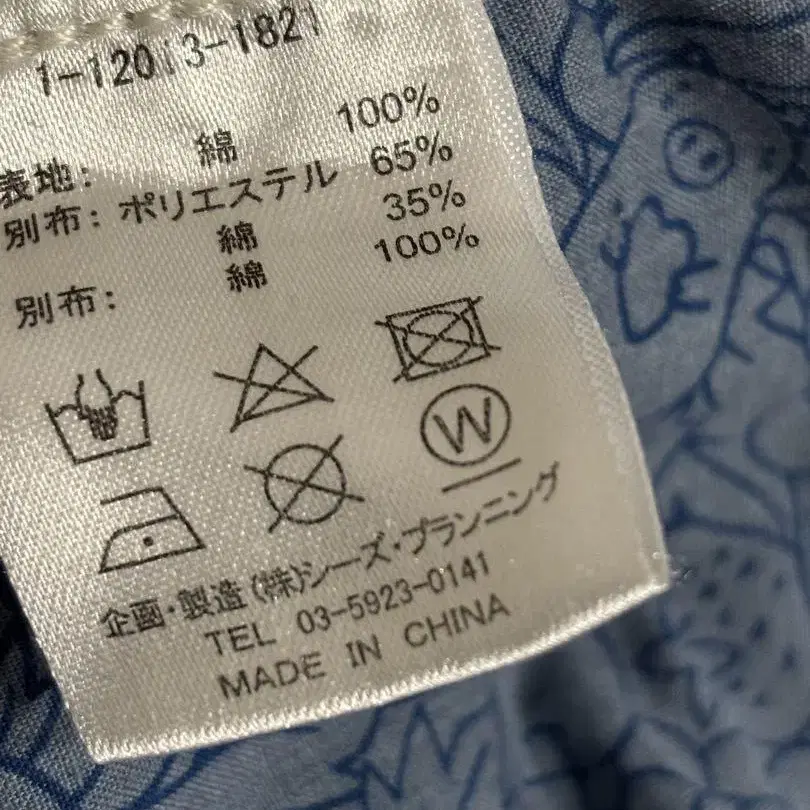 1-12013-1821
表地: 綿 100%
別布: ポリエステル 65%
綿 35%
別布: 綿 100%
W
企画・製造(株)シーズ・プランニング
TEL 03-5923-0141
MADE IN CHINA